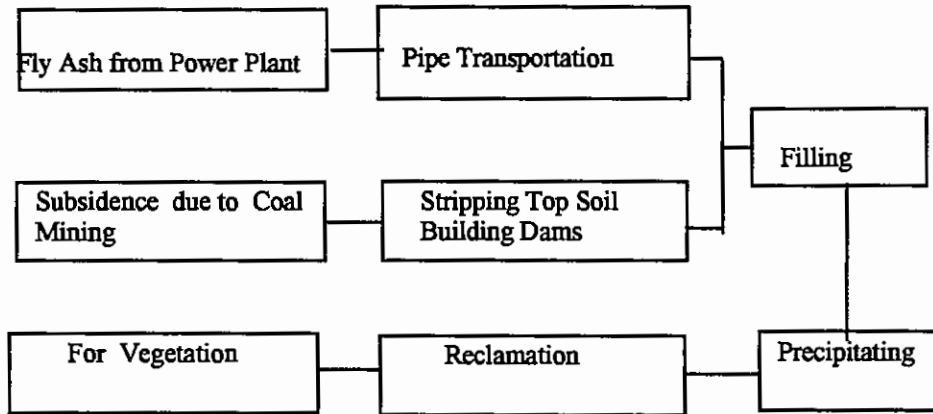 Fly Ash from Power Plant
Pipe Transportation
Filling
Subsidence due to Coal
Mining
Stripping Top Soil
Building Dams
For Vegetation
Reclamation
Precipitating